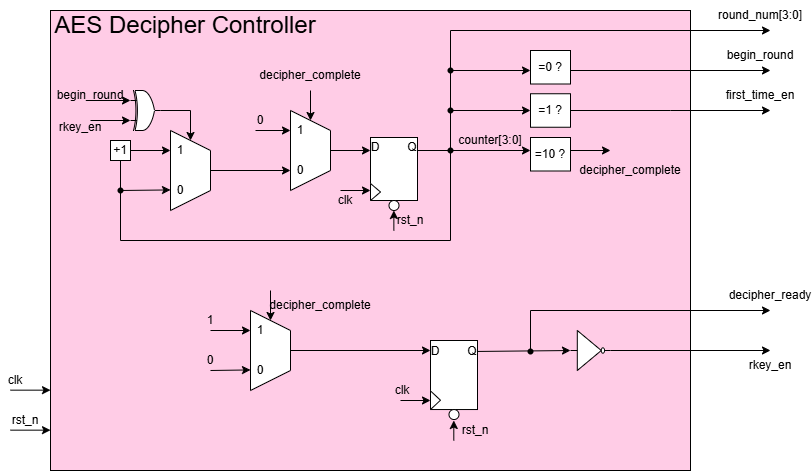 AES Decipher Controller
round_num[3:0]
begin_round
first_time_en
decipher_complete
begin_round
rkey_en
+1
1
0
0
1
0
D
Q
clk
rst_n
counter[3:0]
=0 ?
=1 ?
=10 ?
decipher_complete
decipher_complete
1
0
1
0
D
Q
clk
rst_n
decipher_ready
rkey_en
clk
rst_n